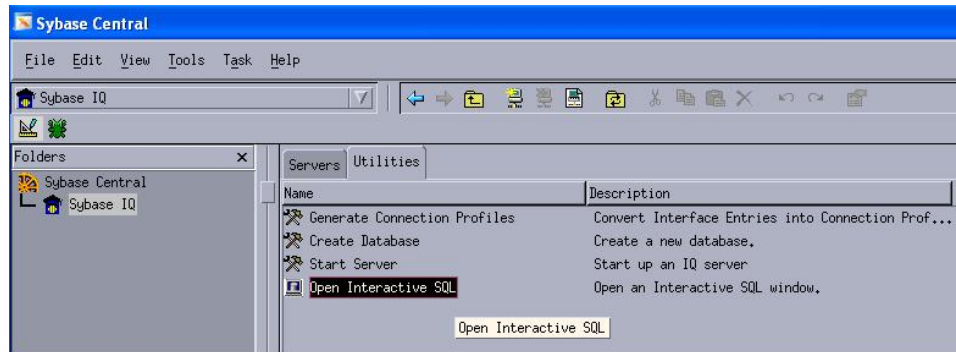 Sybase Central
File Edit View Tools Task Help
Sybase IQ
Folders
Servers Utilities
Sybase Central
Sybase IQ
Name Description
Generate Connection Profiles Convert Interface Entries into Connection Prof...
Create Database Create a new database.
Start Server Start up an IQ server
Open Interactive SQL Open an Interactive SQL window.
Open Interactive SQL